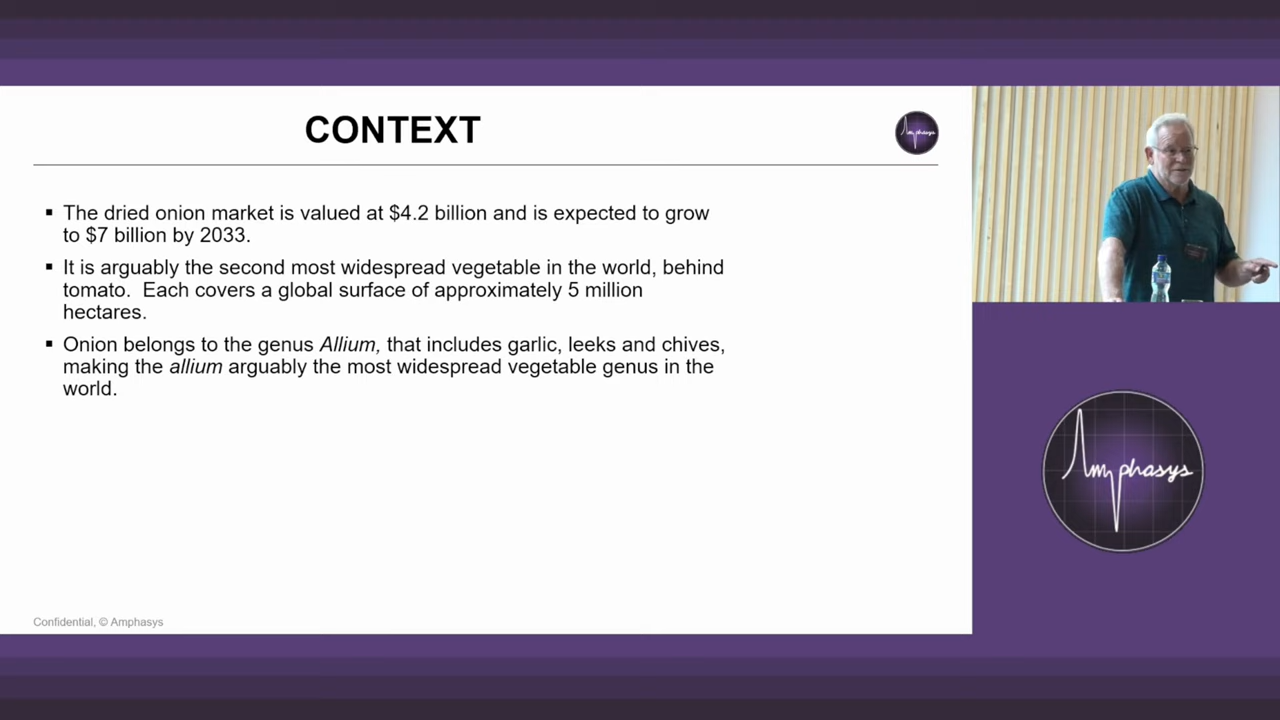 CONTEXT
Amphasys
▪ The dried onion market is valued at $4.2 billion and is expected to grow
to $7 billion by 2033.
▪ It is arguably the second most widespread vegetable in the world, behind
tomato.  Each covers a global surface of approximately 5 million
hectares.
▪ Onion belongs to the genus Allium, that includes garlic, leeks and chives,
making the allium arguably the most widespread vegetable genus in the
world.
Amphasys
Confidential, © Amphasys